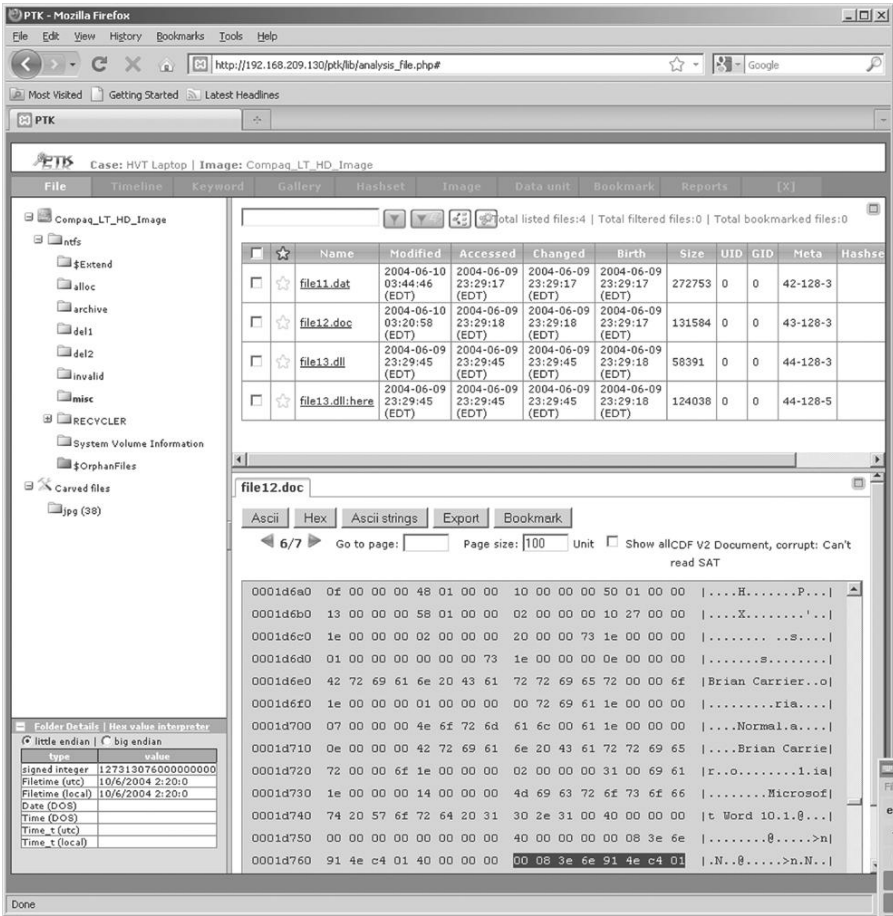 PTK - Mozilla Firefox
File Edit View History Bookmarks Tools Help
http://192.168.209.130/ptk/lib/analysis_file.php#
Google
Most Visited Getting Started Latest Headlines
PTK
PTK Case: HVT Laptop | Image: Compaq_LT_HD_Image
File Timeline Keyword Gallery Hashset Image Data unit Bookmark Reports [X]
Compaq_LT_HD_Image
ntfs
$Extend
alloc
archive
del1
del2
invalid
misc
RECYCLER
System Volume Information
$OrphanFiles
Carved files
jpg (38)
Total listed files:4 | Total filtered files:0 | Total bookmarked files:0
Name Modified Accessed Changed Birth Size UID GID Meta Hashse
file11.dat 2004-06-10 03:44:46 (EDT) 2004-06-09 23:29:17 (EDT) 2004-06-09 23:29:17 (EDT) 2004-06-09 23:29:17 (EDT) 272753 0 0 42-128-3
file12.doc 2004-06-10 03:20:58 (EDT) 2004-06-09 23:29:18 (EDT) 2004-06-09 23:29:18 (EDT) 2004-06-09 23:29:17 (EDT) 131584 0 0 43-128-3
file13.dll 2004-06-09 23:29:45 (EDT) 2004-06-09 23:29:45 (EDT) 2004-06-09 23:29:45 (EDT) 2004-06-09 23:29:18 (EDT) 58391 0 0 44-128-3
file13.dll:here 2004-06-09 23:29:45 (EDT) 2004-06-09 23:29:45 (EDT) 2004-06-09 23:29:45 (EDT) 2004-06-09 23:29:18 (EDT) 124038 0 0 44-128-5
file12.doc
Ascii Hex Ascii strings Export Bookmark
6/7 Go to page: Page size: 100 Unit Show all CDF V2 Document, corrupt: Can't
read SAT
0001d6a0 0f 00 00 00 48 01 00 00 10 00 00 00 50 01 00 00 |....H.......P...|
0001d6b0 13 00 00 00 58 01 00 00 02 00 00 00 10 27 00 00 |....X........'..|
0001d6c0 1e 00 00 00 02 00 00 00 20 00 00 73 1e 00 00 00 |........ ..s....|
0001d6d0 01 00 00 00 00 00 00 73 1e 00 00 00 0e 00 00 00 |.......s........|
0001d6e0 42 72 69 61 6e 20 43 61 72 72 69 65 72 00 00 6f |Brian Carrier..o|
0001d6f0 1e 00 00 00 01 00 00 00 00 72 69 61 1e 00 00 00 |.........ria....|
0001d700 07 00 00 00 4e 6f 72 6d 61 6c 00 61 1e 00 00 00 |....Normal.a....|
0001d710 0e 00 00 00 42 72 69 61 6e 20 43 61 72 72 69 65 |....Brian Carrie|
0001d720 72 00 00 6f 1e 00 00 00 02 00 00 00 31 00 69 61 |r..o........1.ia|
0001d730 1e 00 00 00 14 00 00 00 4d 69 63 72 6f 73 6f 66 |........Microsof|
0001d740 74 20 57 6f 72 64 20 31 30 2e 31 00 40 00 00 00 |t Word 10.1.@...|
0001d750 00 00 00 00 00 00 00 00 40 00 00 00 00 08 3e 6e |........@.....>n|
0001d760 91 4e c4 01 40 00 00 00 00 08 3e 6e 91 4e c4 01 |.N..@.....>n.N..|
Folder Details | Hex value interpreter
little endian | big endian
type value
signed integer 127313076000000000
Filetime (utc) 10/6/2004 2:20:0
Filetime (local) 10/6/2004 2:20:0
Date (DOS)
Time (DOS)
Time_t (utc)
Time_t (local)
Done